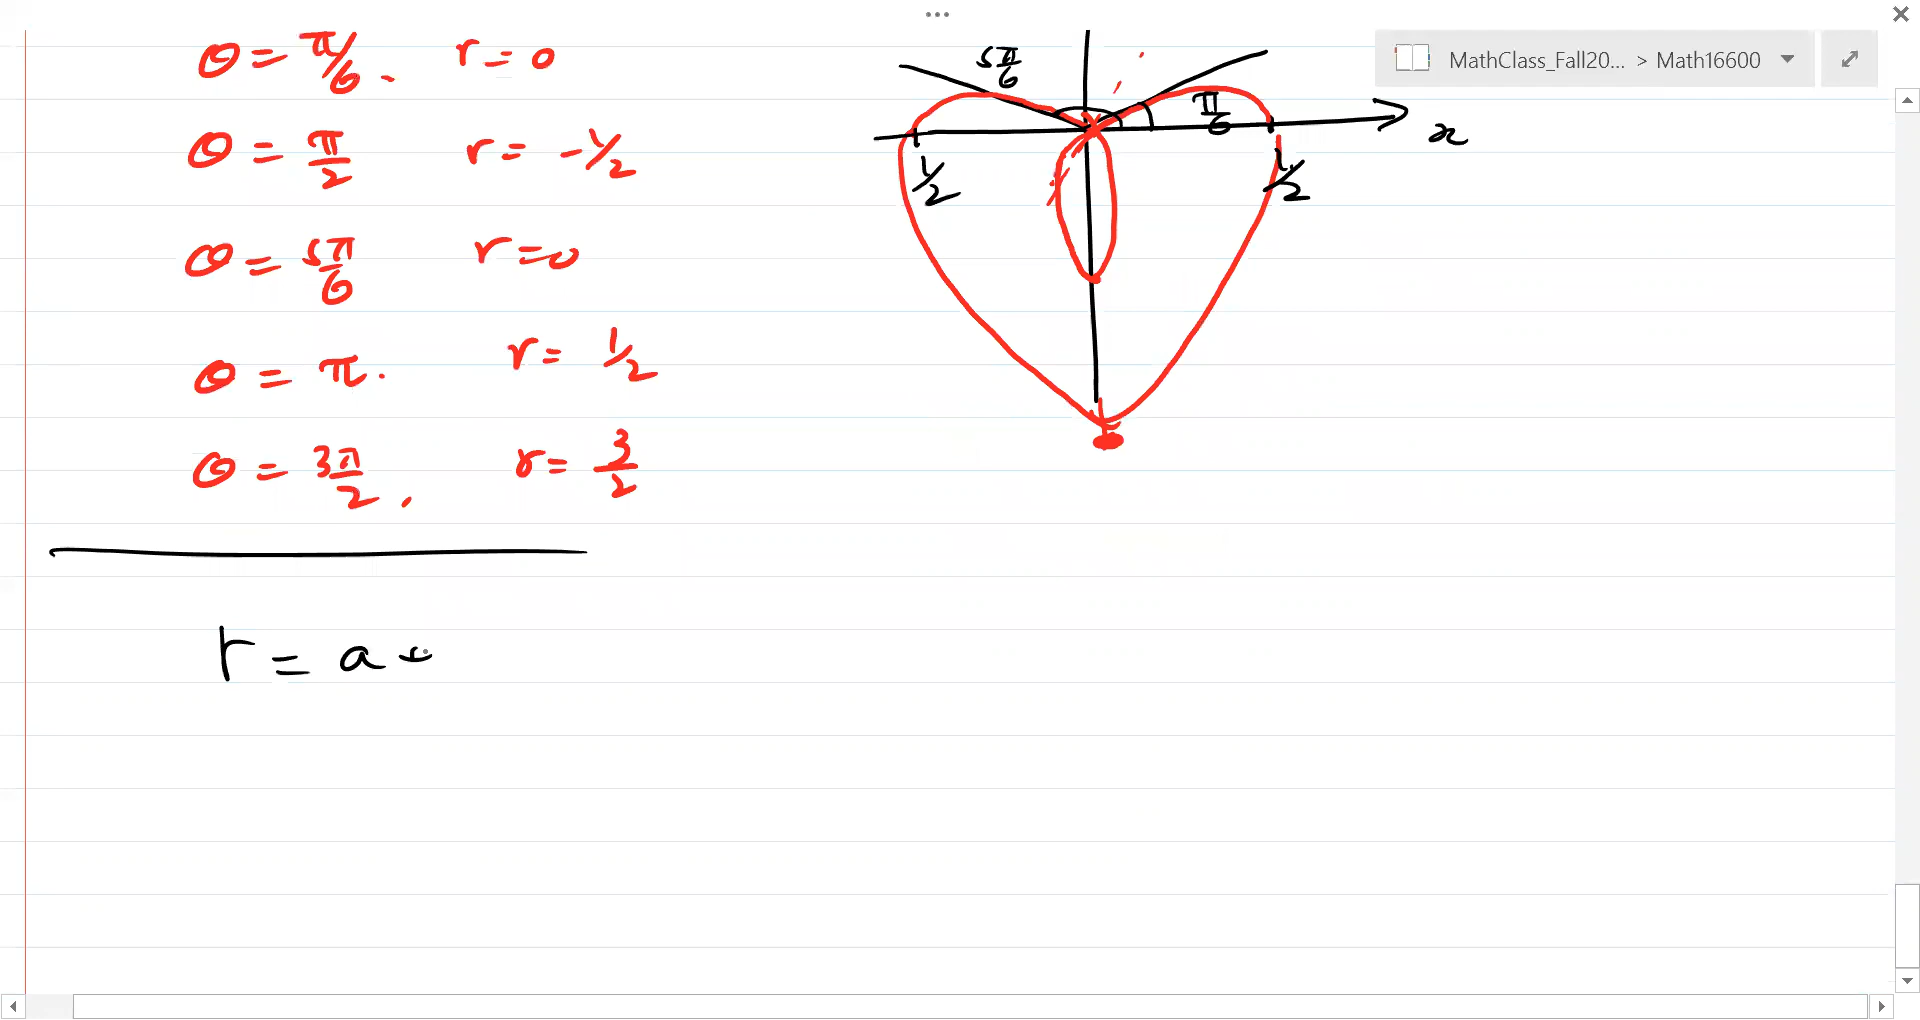 θ = π/6. r = 0
θ = π/2 r = -1/2
θ = 5π/6 r = 0
θ = π. r = 1/2
θ = 3π/2, r = 3/2
r = a +
5π/6
π/6
x
1/2 1/2
MathClass_Fall20... > Math16600